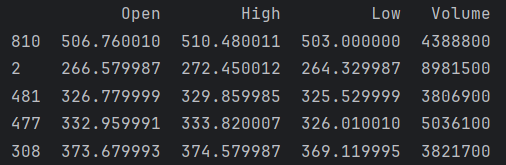 Open High Low Volume
810 506.760010 510.480011 503.000000 4388800
2 266.579987 272.450012 264.329987 8981500
481 326.779999 329.859985 325.529999 3806900
477 332.959991 333.820007 326.010010 5036100
308 373.679993 374.579987 369.119995 3821700